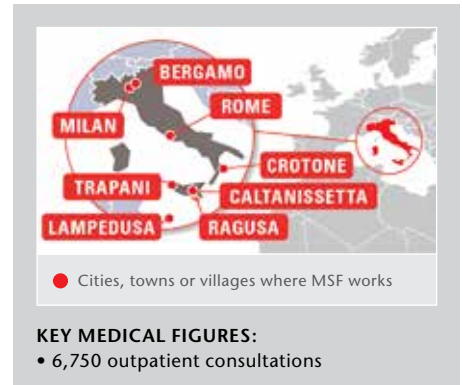 BERGAMO
ROME
MILAN
CROTONE
TRAPANI
CALTANISSETTA
LAMPEDUSA
RAGUSA
Cities, towns or villages where MSF works
KEY MEDICAL FIGURES:
• 6,750 outpatient consultations